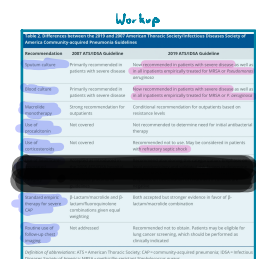 Workup
Table 2. Differences between the 2019 and 2007 American Thoracic Society/Infectious Diseases Society of
America Community-acquired Pneumonia Guidelines
Recommendation 2007 ATS/IDSA Guideline 2019 ATS/IDSA Guideline
Sputum culture Primarily recommended in Now recommended in patients with severe disease as well as
patients with severe disease in all inpatients empirically treated for MRSA or Pseudomonas
aeruginosa
Blood culture Primarily recommended in Now recommended in patients with severe disease as well as
patients with severe disease in all inpatients empirically treated for MRSA or P. aeruginosa
Macrolide Strong recommendation for Conditional recommendation for outpatients based on
monotherapy outpatients resistance levels
Use of Not covered Not recommended to determine need for initial antibacterial
procalcitonin therapy
Use of Not covered Recommended not to use. May be considered in patients
corticosteroids with refractory septic shock
Standard empiric β-Lactam/macrolide and β- Both accepted but stronger evidence in favor of β-
therapy for severe lactam/fluoroquinolone lactam/macrolide combination
CAP combinations given equal
weighting
Routine use of Not addressed Recommended not to obtain. Patients may be eligible for
follow-up chest lung cancer screening, which should be performed as
imaging clinically indicated
Definition of abbreviations: ATS = American Thoracic Society; CAP = community-acquired pneumonia; IDSA = Infectious